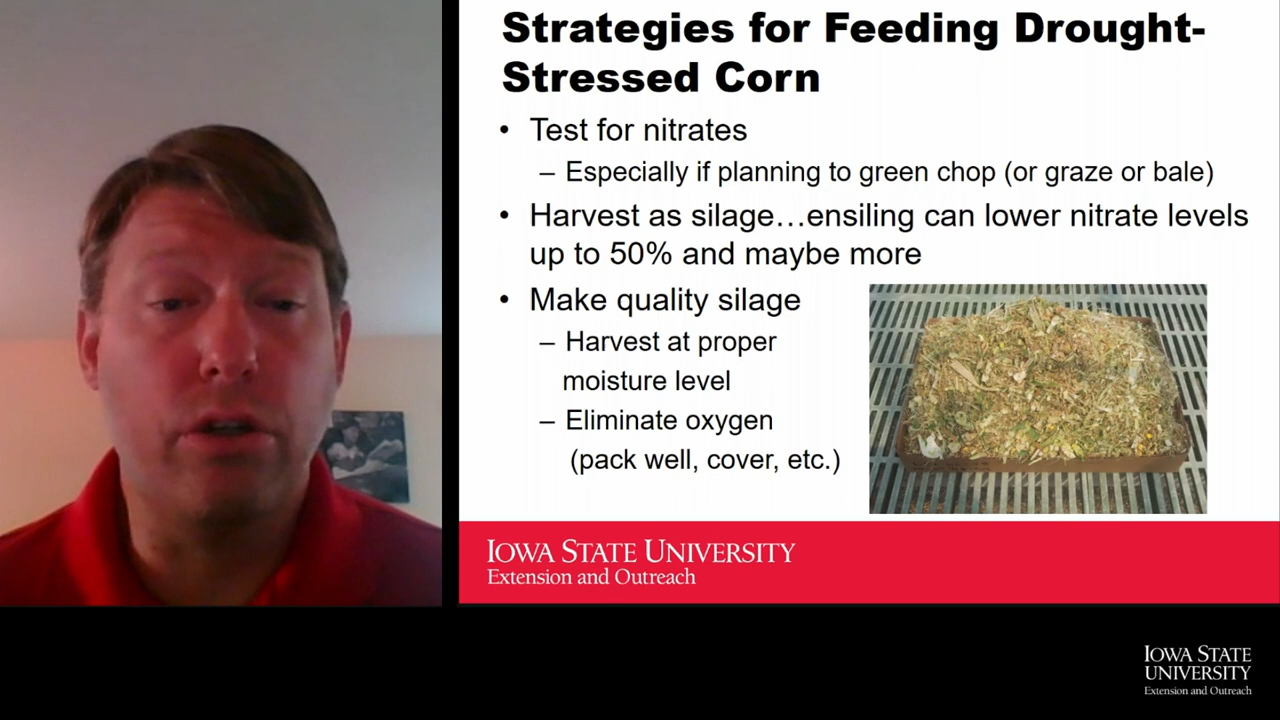 Strategies for Feeding Drought-
Stressed Corn
• Test for nitrates
– Especially if planning to green chop (or graze or bale)
• Harvest as silage…ensiling can lower nitrate levels
up to 50% and maybe more
• Make quality silage
– Harvest at proper
moisture level
– Eliminate oxygen
(pack well, cover, etc.)
IOWA STATE UNIVERSITY
Extension and Outreach
IOWA STATE
UNIVERSITY
Extension and Outreach